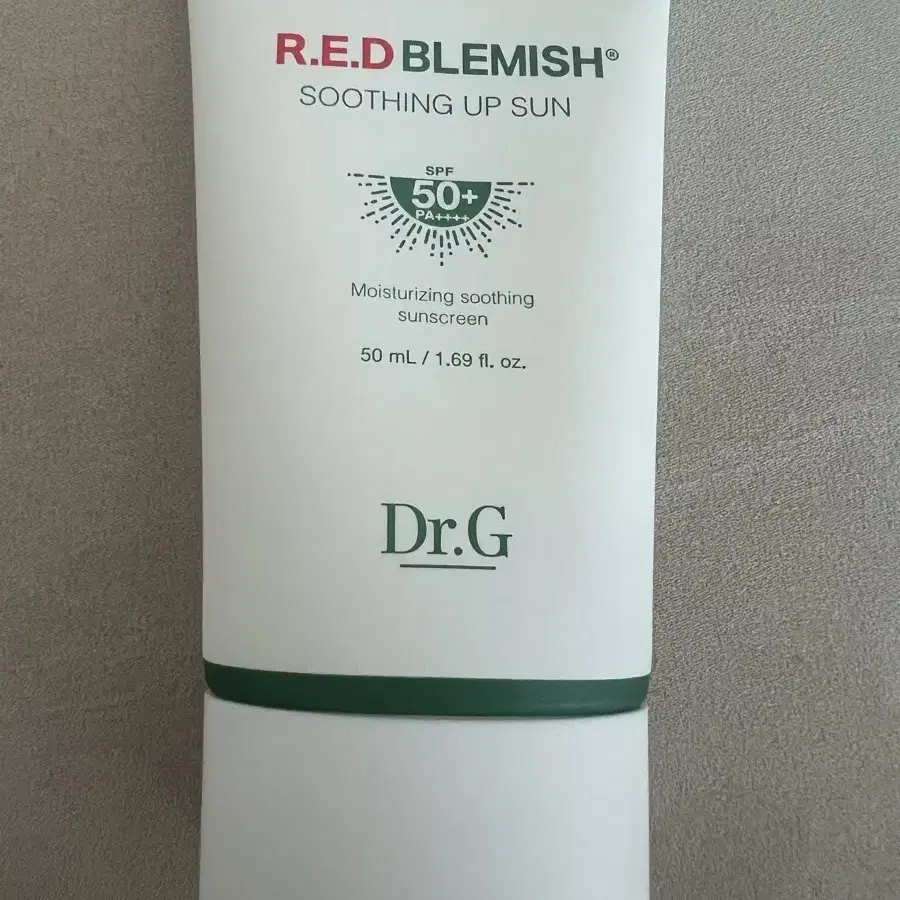 R.E.D BLEMISH®
SOOTHING UP SUN
SPF
50+
PA++++
Moisturizing soothing
sunscreen
50 mL / 1.69 fl. oz.
Dr.G